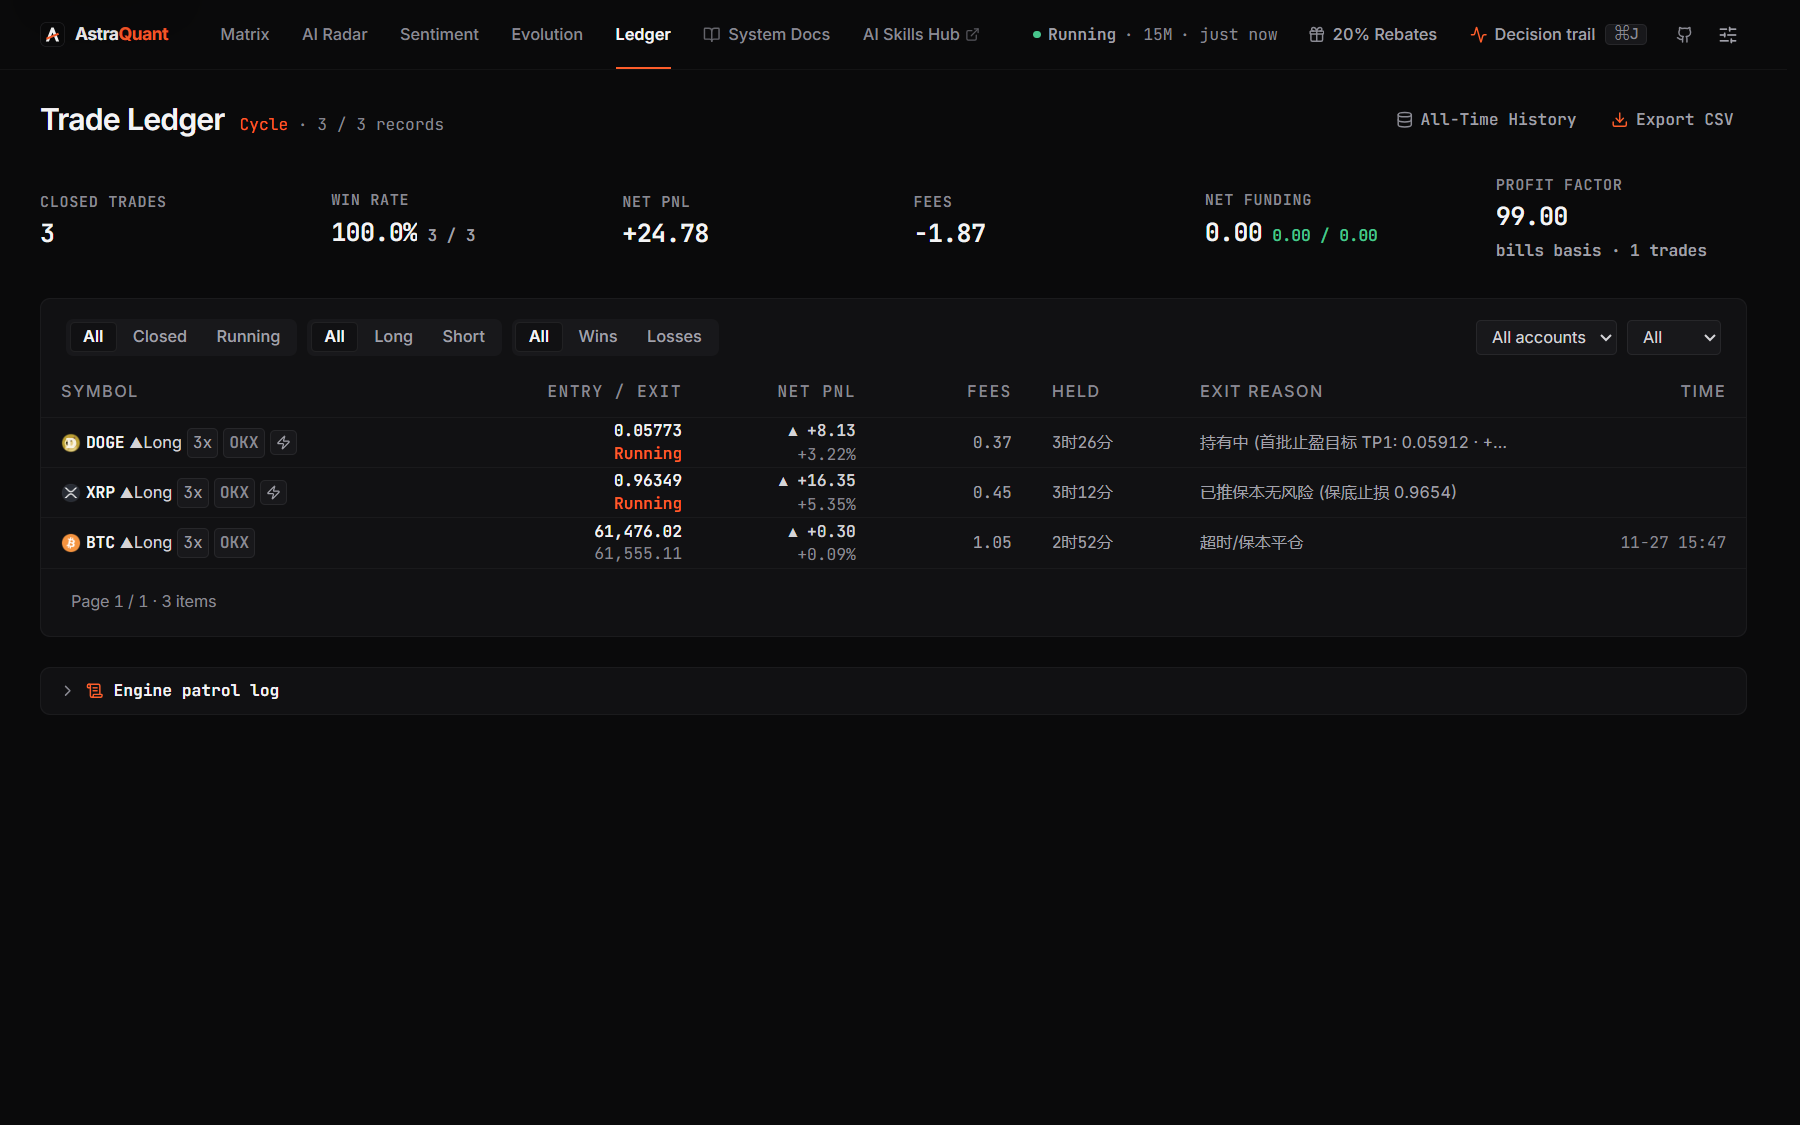 AstraQuant Matrix AI Radar Sentiment Evolution Ledger System Docs AI Skills Hub Running · 15M · just now 20% Rebates Decision trail ⌘J
Trade Ledger Cycle · 3 / 3 records All-Time History Export CSV
CLOSED TRADES WIN RATE NET PNL FEES NET FUNDING PROFIT FACTOR
3 100.0% 3 / 3 +24.78 -1.87 0.00 0.00 / 0.00 99.00
bills basis · 1 trades
All Closed Running All Long Short All Wins Losses All accounts All
SYMBOL ENTRY / EXIT NET PNL FEES HELD EXIT REASON TIME
DOGE ▲Long 3x OKX 0.05773 ▲ +8.13 0.37 3时26分 持有中 (首批止盈目标 TP1: 0.05912 · +...
Running +3.22%
XRP ▲Long 3x OKX 0.96349 ▲ +16.35 0.45 3时12分 已推保本无风险 (保底止损 0.9654)
Running +5.35%
BTC ▲Long 3x OKX 61,476.02 ▲ +0.30 1.05 2时52分 超时/保本平仓 11-27 15:47
61,555.11 +0.09%
Page 1 / 1 · 3 items
Engine patrol log